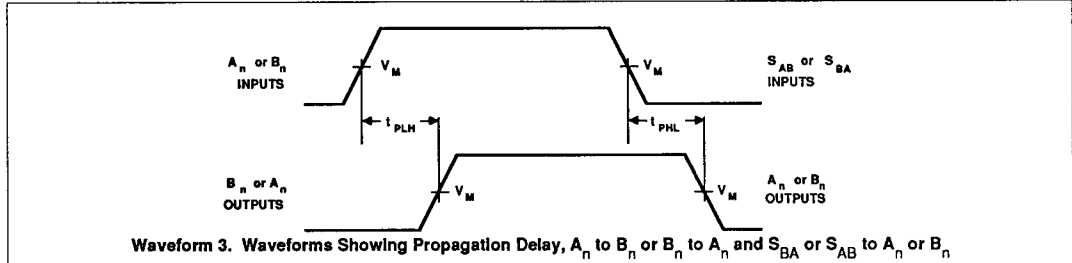 A_n or B_n
INPUTS
V_M
V_M
S_AB or S_BA
INPUTS
t_PLH
t_PHL
B_n or A_n
OUTPUTS
V_M
V_M
A_n or B_n
OUTPUTS
Waveform 3. Waveforms Showing Propagation Delay, A_n to B_n or B_n to A_n and S_BA or S_AB to A_n or B_n